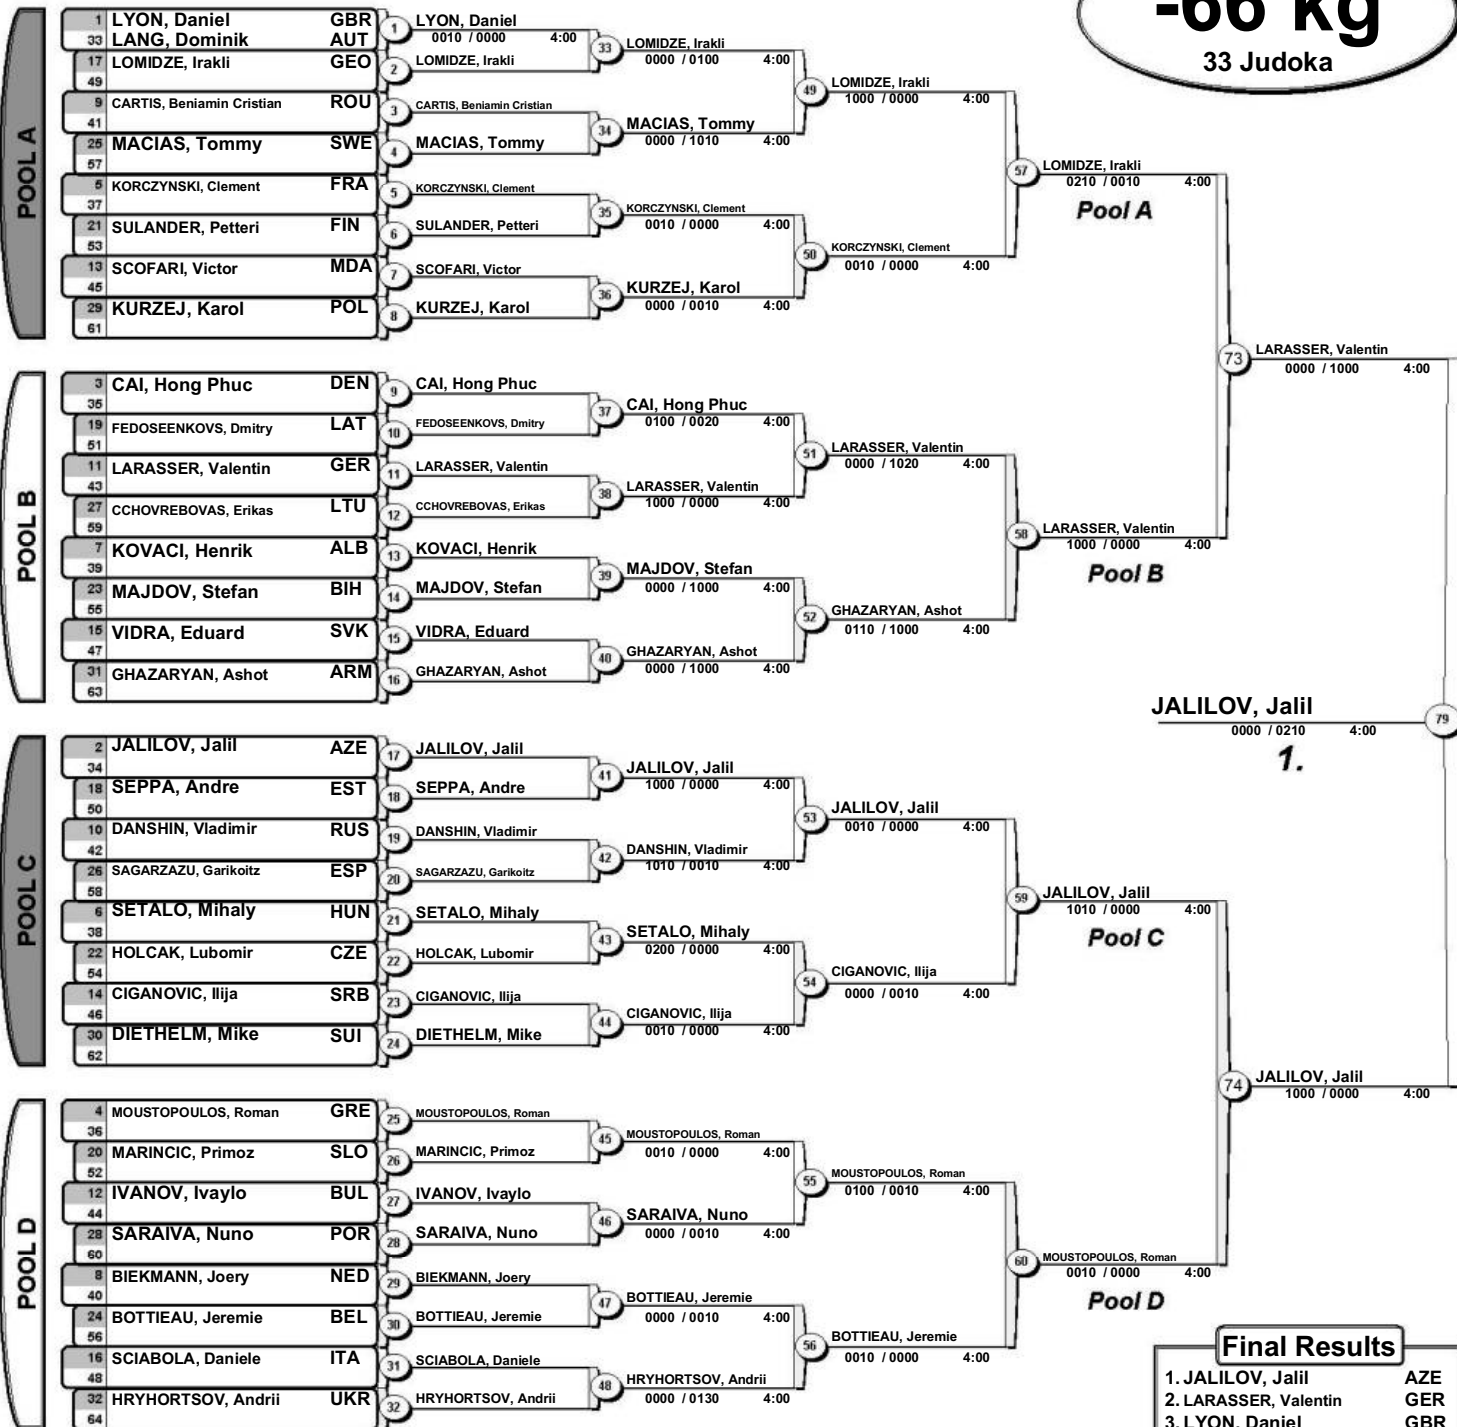 -66 kg
33 Judoka
POOL A
1 LYON, Daniel GBR
33 LANG, Dominik AUT
17 LOMIDZE, Irakli GEO
49
9 CARTIS, Beniamin Cristian ROU
41
25 MACIAS, Tommy SWE
57
5 KORCZYNSKI, Clement FRA
37
21 SULANDER, Petteri FIN
53
13 SCOFARI, Victor MDA
45
29 KURZEJ, Karol POL
61
1 LYON, Daniel
0010 / 0000 4:00
2 LOMIDZE, Irakli
3 CARTIS, Beniamin Cristian
4 MACIAS, Tommy
5 KORCZYNSKI, Clement
6 SULANDER, Petteri
7 SCOFARI, Victor
8 KURZEJ, Karol
33 LOMIDZE, Irakli
0000 / 0100 4:00
34 MACIAS, Tommy
0000 / 1010 4:00
35 KORCZYNSKI, Clement
0010 / 0000 4:00
36 KURZEJ, Karol
0000 / 0010 4:00
49 LOMIDZE, Irakli
1000 / 0000 4:00
50 KORCZYNSKI, Clement
0010 / 0000 4:00
57 LOMIDZE, Irakli
0210 / 0010 4:00
Pool A
POOL B
3 CAI, Hong Phuc DEN
35
19 FEDOSEENKOVS, Dmitry LAT
51
11 LARASSER, Valentin GER
43
27 CCHOVREBOVAS, Erikas LTU
59
7 KOVACI, Henrik ALB
39
23 MAJDOV, Stefan BIH
55
15 VIDRA, Eduard SVK
47
31 GHAZARYAN, Ashot ARM
63
9 CAI, Hong Phuc
10 FEDOSEENKOVS, Dmitry
11 LARASSER, Valentin
12 CCHOVREBOVAS, Erikas
13 KOVACI, Henrik
14 MAJDOV, Stefan
15 VIDRA, Eduard
16 GHAZARYAN, Ashot
37 CAI, Hong Phuc
0100 / 0020 4:00
38 LARASSER, Valentin
1000 / 0000 4:00
39 MAJDOV, Stefan
0000 / 1000 4:00
40 GHAZARYAN, Ashot
0000 / 1000 4:00
51 LARASSER, Valentin
0000 / 1020 4:00
52 GHAZARYAN, Ashot
0110 / 1000 4:00
58 LARASSER, Valentin
1000 / 0000 4:00
Pool B
73 LARASSER, Valentin
0000 / 1000 4:00
JALILOV, Jalil 79
0000 / 0210 4:00
1.
POOL C
2 JALILOV, Jalil AZE
34
18 SEPPA, Andre EST
50
10 DANSHIN, Vladimir RUS
42
26 SAGARZAZU, Garikoitz ESP
58
6 SETALO, Mihaly HUN
38
22 HOLCAK, Lubomir CZE
54
14 CIGANOVIC, Ilija SRB
46
30 DIETHELM, Mike SUI
62
17 JALILOV, Jalil
18 SEPPA, Andre
19 DANSHIN, Vladimir
20 SAGARZAZU, Garikoitz
21 SETALO, Mihaly
22 HOLCAK, Lubomir
23 CIGANOVIC, Ilija
24 DIETHELM, Mike
41 JALILOV, Jalil
1000 / 0000 4:00
42 DANSHIN, Vladimir
1010 / 0010 4:00
43 SETALO, Mihaly
0200 / 0000 4:00
44 CIGANOVIC, Ilija
0010 / 0000 4:00
53 JALILOV, Jalil
0010 / 0000 4:00
54 CIGANOVIC, Ilija
0000 / 0010 4:00
59 JALILOV, Jalil
1010 / 0000 4:00
Pool C
74 JALILOV, Jalil
1000 / 0000 4:00
POOL D
4 MOUSTOPOULOS, Roman GRE
36
20 MARINCIC, Primoz SLO
52
12 IVANOV, Ivaylo BUL
44
28 SARAIVA, Nuno POR
60
8 BIEKMANN, Joery NED
40
24 BOTTIEAU, Jeremie BEL
56
16 SCIABOLA, Daniele ITA
48
32 HRYHORTSOV, Andrii UKR
64
25 MOUSTOPOULOS, Roman
26 MARINCIC, Primoz
27 IVANOV, Ivaylo
28 SARAIVA, Nuno
29 BIEKMANN, Joery
30 BOTTIEAU, Jeremie
31 SCIABOLA, Daniele
32 HRYHORTSOV, Andrii
45 MOUSTOPOULOS, Roman
0010 / 0000 4:00
46 SARAIVA, Nuno
0000 / 0010 4:00
47 BOTTIEAU, Jeremie
0000 / 0010 4:00
48 HRYHORTSOV, Andrii
0000 / 0130 4:00
55 MOUSTOPOULOS, Roman
0100 / 0010 4:00
56 BOTTIEAU, Jeremie
0010 / 0000 4:00
60 MOUSTOPOULOS, Roman
0010 / 0000 4:00
Pool D
Final Results
1. JALILOV, Jalil AZE
2. LARASSER, Valentin GER
3. LYON, Daniel GBR